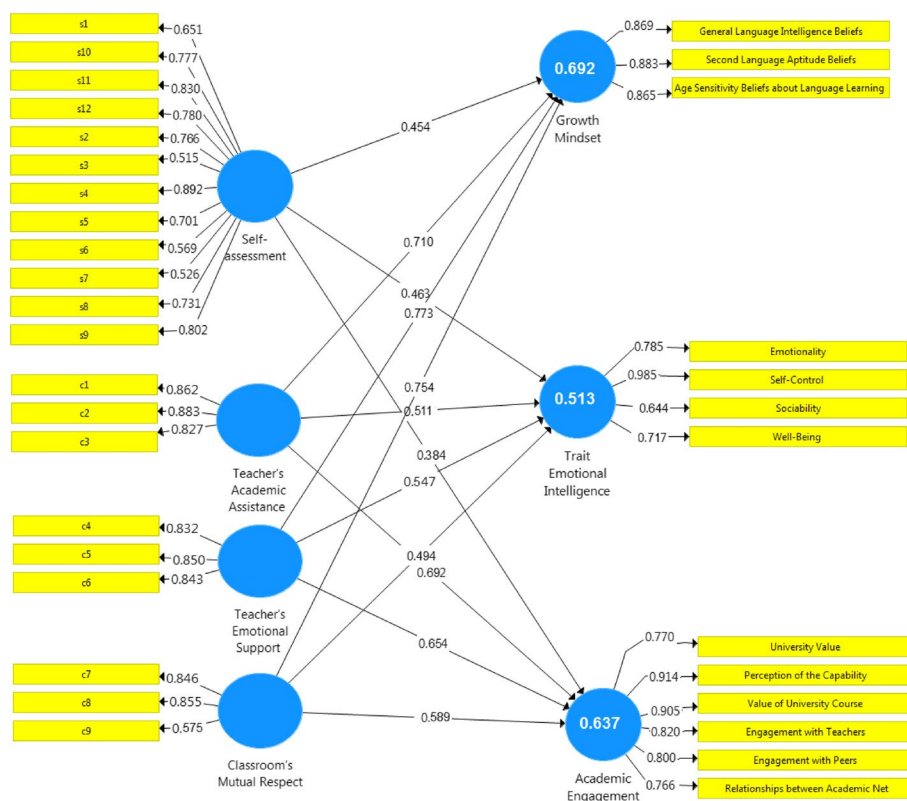 s1
0.651
s10
0.777
s11
0.830
s12
0.780
s2
0.766
s3
0.515
s4
0.892
s5
0.701
s6
0.569
s7
0.526
s8
0.731
s9
0.802
Self-
assessment
c1
0.862
c2
0.883
c3
0.827
Teacher's
Academic
Assistance
c4
0.832
c5
0.850
c6
0.843
Teacher's
Emotional
Support
c7
0.846
c8
0.855
c9
0.575
Classroom's
Mutual Respect
0.454
0.710
0.463
0.773
0.754
0.511
0.384
0.547
0.494
0.692
0.654
0.589
0.692
Growth
Mindset
0.869
General Language Intelligence Beliefs
0.883
Second Language Aptitude Beliefs
0.865
Age Sensitivity Beliefs about Language Learning
0.513
Trait
Emotional
Intelligence
0.785
Emotionality
0.985
Self-Control
0.644
Sociability
0.717
Well-Being
0.637
Academic
Engagement
0.770
University Value
0.914
Perception of the Capability
0.905
Value of University Course
0.820
Engagement with Teachers
0.800
Engagement with Peers
0.766
Relationships between Academic Net